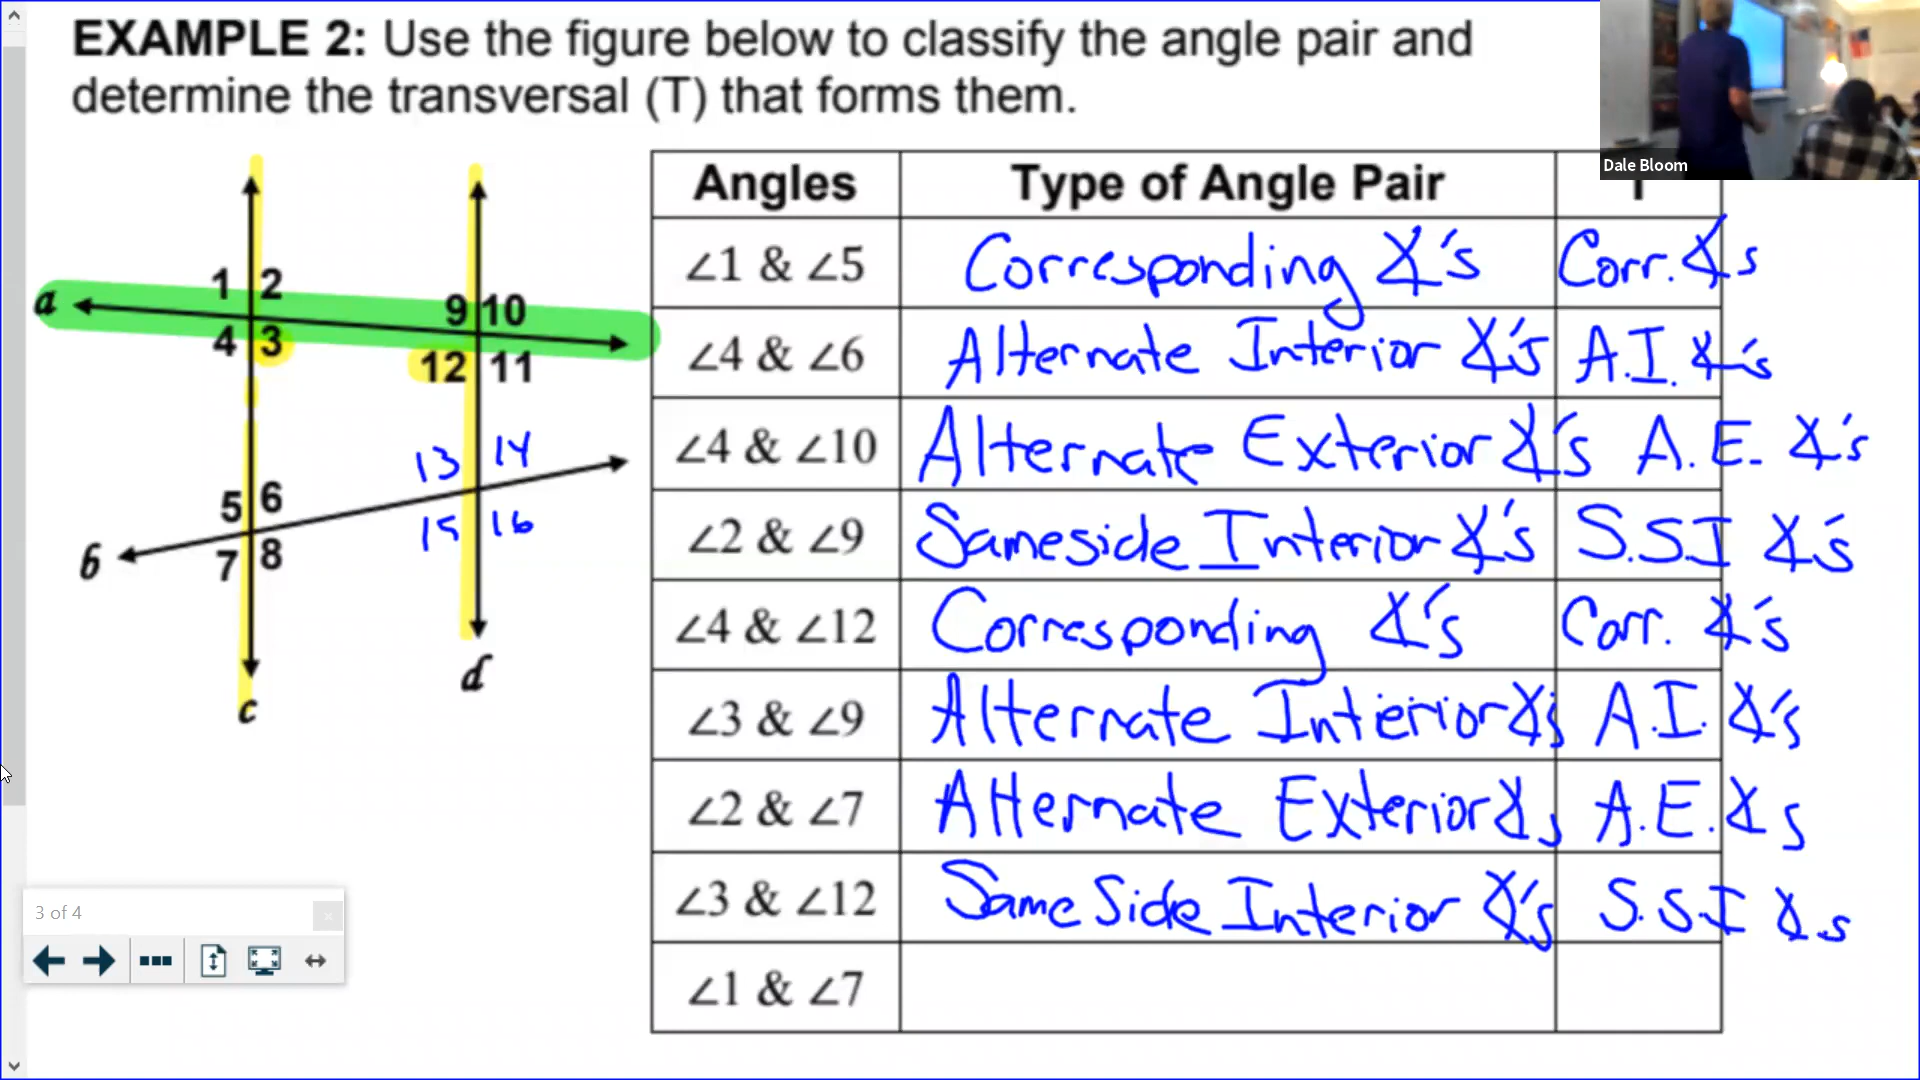 EXAMPLE 2: Use the figure below to classify the angle pair and
determine the transversal (T) that forms them.
Dale Bloom
Angles Type of Angle Pair T
∠1 & ∠5 Corresponding ∡'s Corr. ∡s
∠4 & ∠6 Alternate Interior ∡'s A.I. ∡'s
∠4 & ∠10 Alternate Exterior ∡'s A.E. ∡'s
∠2 & ∠9 Sameside Interior ∡'s S.S.I ∡'s
∠4 & ∠12 Corresponding ∡'s Corr. ∡'s
∠3 & ∠9 Alternate Interior ∡'s A.I. ∡'s
∠2 & ∠7 Alternate Exterior ∡s A.E. ∡s
∠3 & ∠12 Same Side Interior ∡'s S.S.I ∡s
∠1 & ∠7
1 2
a 9 10
4 3
12 11
13 14
5 6
15 16
b 7 8
d
c
3 of 4